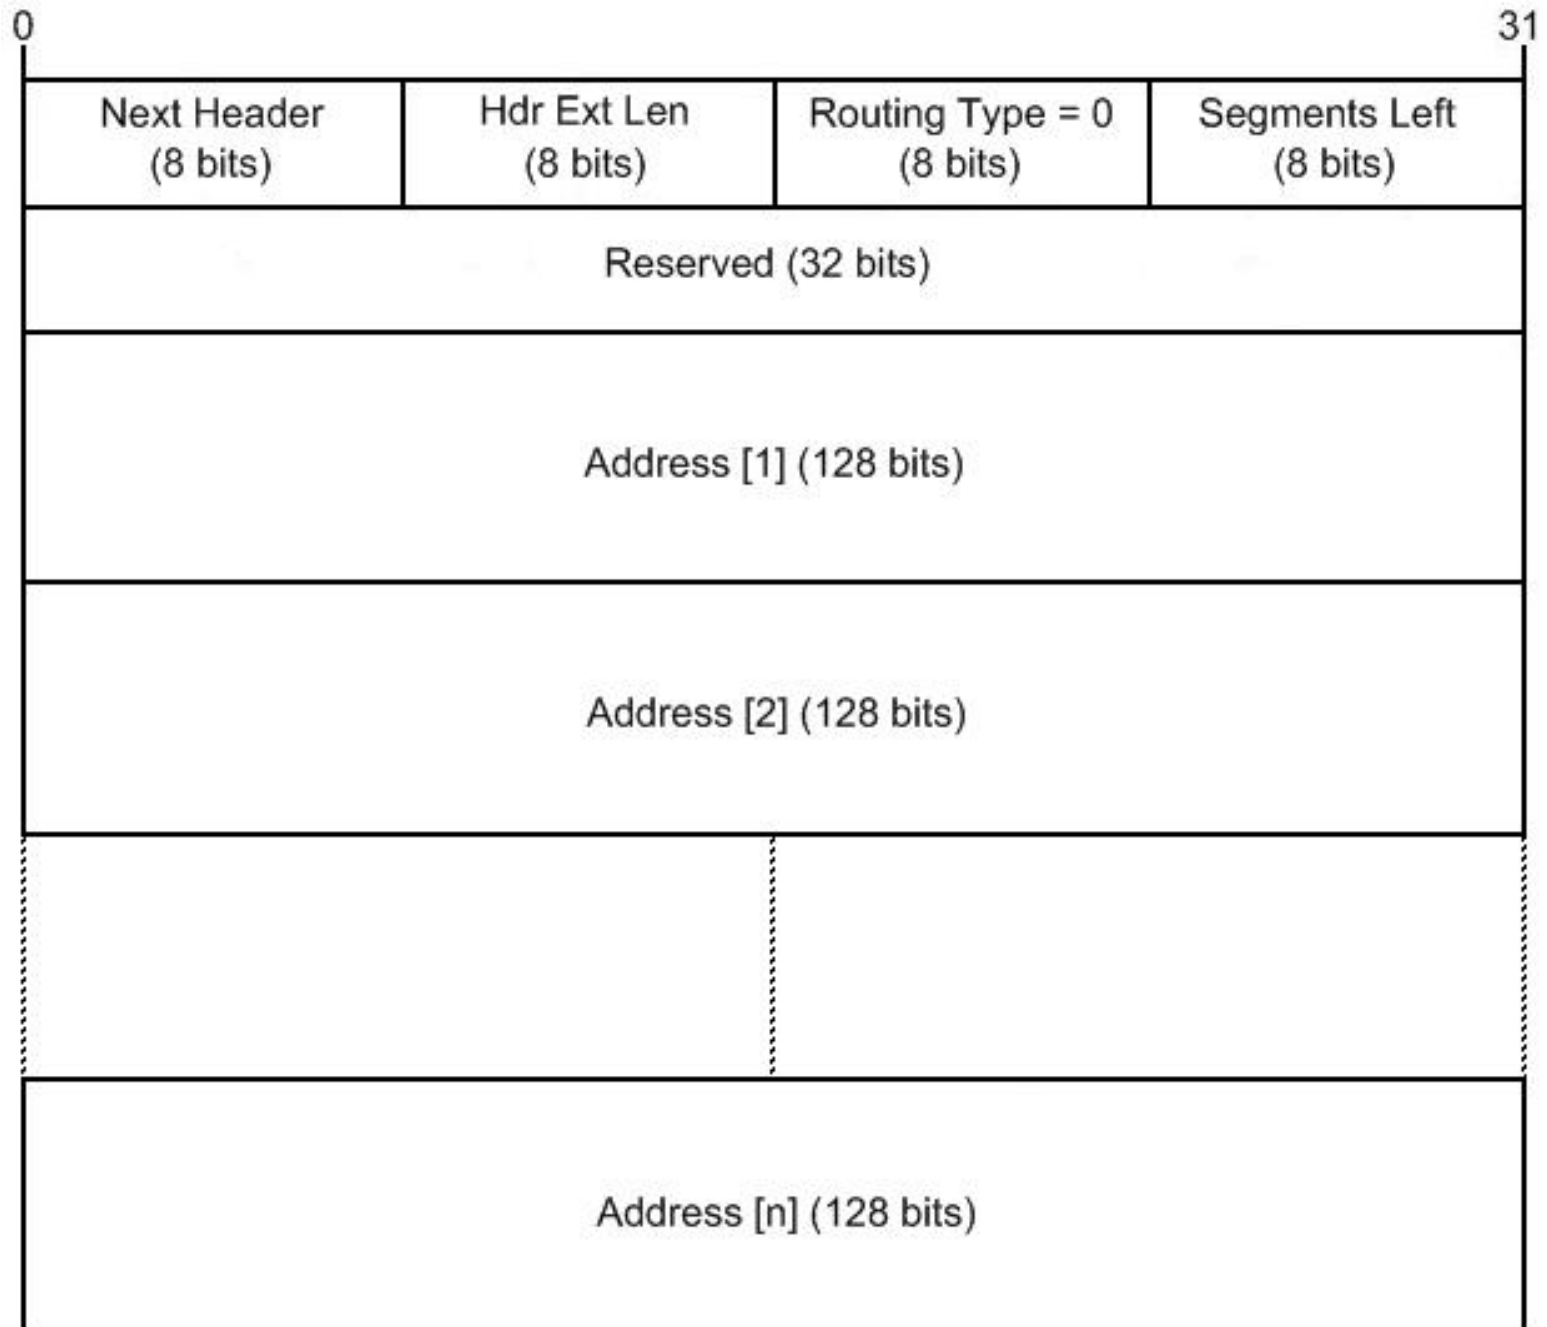 0 31
Next Header Hdr Ext Len Routing Type = 0 Segments Left
(8 bits) (8 bits) (8 bits) (8 bits)
Reserved (32 bits)
Address [1] (128 bits)
Address [2] (128 bits)
Address [n] (128 bits)